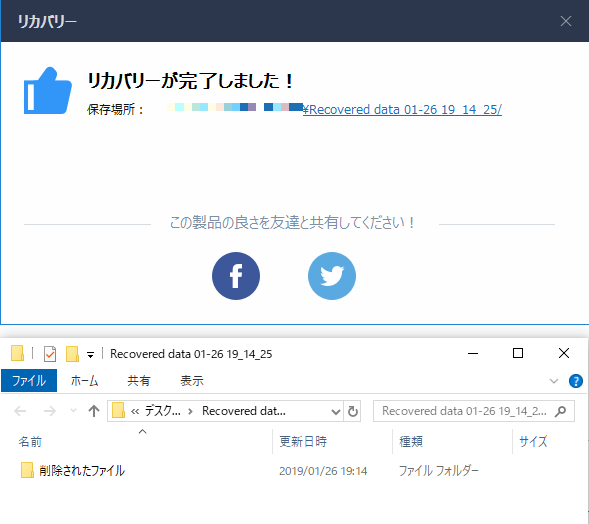 リカバリー
リカバリーが完了しました！
保存場所： ¥Recovered data 01-26 19_14_25/
この製品の良さを友達と共有してください！
Recovered data 01-26 19_14_25
ファイル ホーム 共有 表示
« デスク... › Recovered dat... Recovered data 01-26 19_14_2...
名前 更新日時 種類 サイズ
削除されたファイル 2019/01/26 19:14 ファイル フォルダー